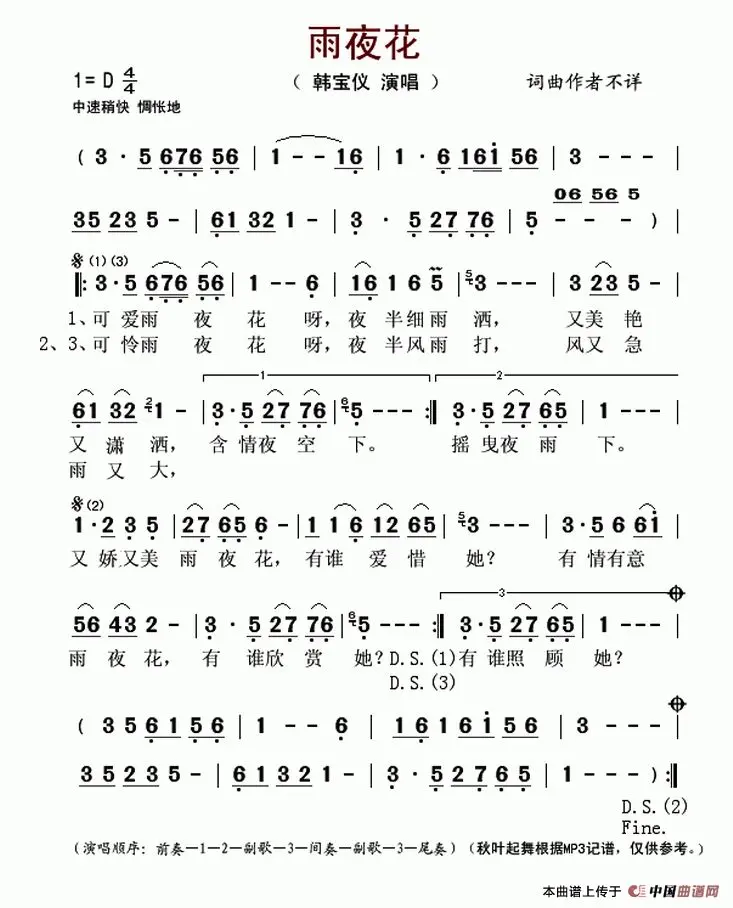 雨夜花
1= D 4/4 （ 韩宝仪 演唱 ） 词曲作者不详
中速稍快 惆怅地
( 3 · 5 676 56 | 1 - - 16 | 1 · 6 161 56 | 3 - - - |
06 56 5
35 23 5 - | 61 32 1 - | 3 · 5 27 76 | 5 - - - ) |
(1) (3)
‖: 3 · 5 676 56 | 1 - - 6 | 16 1 6 5 | 5 3 - - - | 3 23 5 - |
1、可 爱雨 夜 花 呀，夜 半细雨 洒， 又美 艳
2、3、可 怜雨 夜 花 呀，夜 半风雨 打， 风又 急
1 2
61 32 2 1 - | 3 · 5 27 76 | 6 5 - - - :‖ 3 · 5 27 65 | 1 - - - |
又 潇 洒， 含 情夜 空 下。 摇 曳夜 雨 下。
雨 又 大，
(2)
1 · 2 3 5 | 27 65 6 - | 1 1 6 12 65 | 5 3 - - - | 3 · 5 6 61 |
又 娇又美 雨 夜 花，有谁 爱 惜 她？ 有 情有意
3
56 43 2 - | 3 · 5 27 76 | 6 5 - - - :‖ 3 · 5 27 65 | 1 - - - |
雨 夜 花， 有 谁欣 赏 她？D.S.(1)有 谁照 顾 她？
D.S.(3)
( 3 5 6 1 5 6 | 1 - - 6 | 16 1 6 1 5 6 | 3 - - - |
3 5 2 3 5 - | 6 1 3 2 1 - | 3 · 5 2 7 6 5 | 1 - - - ) :‖
D.S.(2)
Fine.
（演唱顺序：前奏—1—2—副歌—3—间奏—副歌—3—尾奏）（秋叶起舞根据MP3记谱，仅供参考。）
本曲谱上传于 中国曲谱网